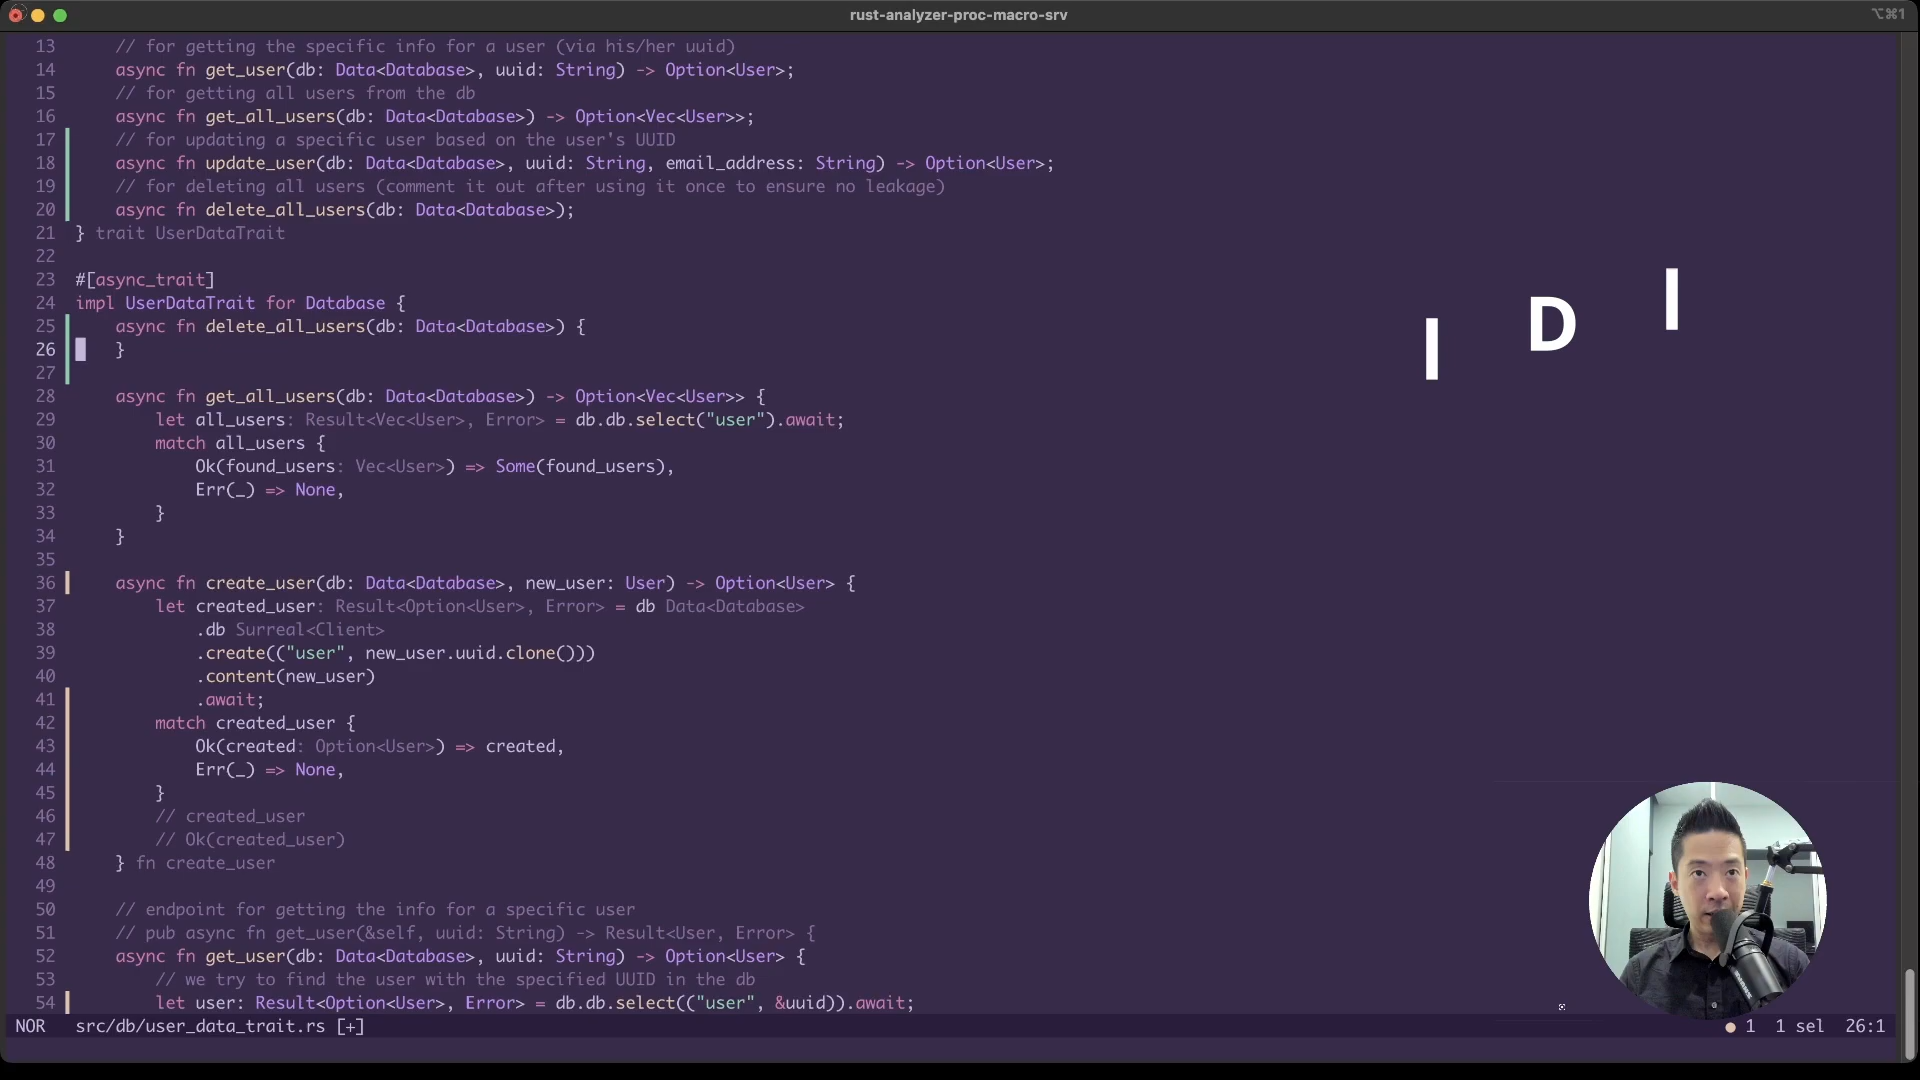 rust-analyzer-proc-macro-srv
⌥⌘1
13 // for getting the specific info for a user (via his/her uuid)
14 async fn get_user(db: Data<Database>, uuid: String) -> Option<User>;
15 // for getting all users from the db
16 async fn get_all_users(db: Data<Database>) -> Option<Vec<User>>;
17 // for updating a specific user based on the user's UUID
18 async fn update_user(db: Data<Database>, uuid: String, email_address: String) -> Option<User>;
19 // for deleting all users (comment it out after using it once to ensure no leakage)
20 async fn delete_all_users(db: Data<Database>);
21 } trait UserDataTrait
22
23 #[async_trait]
24 impl UserDataTrait for Database {
25 async fn delete_all_users(db: Data<Database>) {
26 }
27
28 async fn get_all_users(db: Data<Database>) -> Option<Vec<User>> {
29 let all_users: Result<Vec<User>, Error> = db.db.select("user").await;
30 match all_users {
31 Ok(found_users: Vec<User>) => Some(found_users),
32 Err(_) => None,
33 }
34 }
35
36 async fn create_user(db: Data<Database>, new_user: User) -> Option<User> {
37 let created_user: Result<Option<User>, Error> = db Data<Database>
38 .db Surreal<Client>
39 .create(("user", new_user.uuid.clone()))
40 .content(new_user)
41 .await;
42 match created_user {
43 Ok(created: Option<User>) => created,
44 Err(_) => None,
45 }
46 // created_user
47 // Ok(created_user)
48 } fn create_user
49
50 // endpoint for getting the info for a specific user
51 // pub async fn get_user(&self, uuid: String) -> Result<User, Error> {
52 async fn get_user(db: Data<Database>, uuid: String) -> Option<User> {
53 // we try to find the user with the specified UUID in the db
54 let user: Result<Option<User>, Error> = db.db.select(("user", &uuid)).await;
I D I
NOR src/db/user_data_trait.rs [+]
● 1 1 sel 26:1